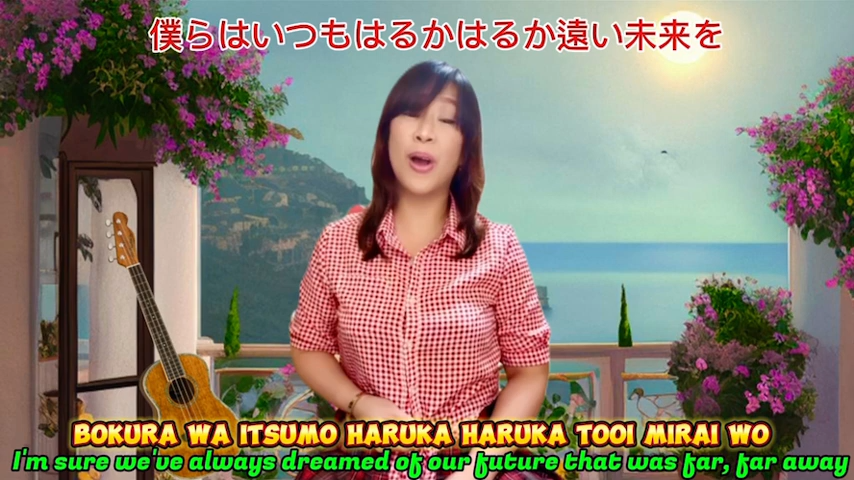 僕らはいつもはるかはるか遠い未来を
BOKURA WA ITSUMO HARUKA HARUKA TOOI MIRAI WO
I'm sure we've always dreamed of our future that was far, far away